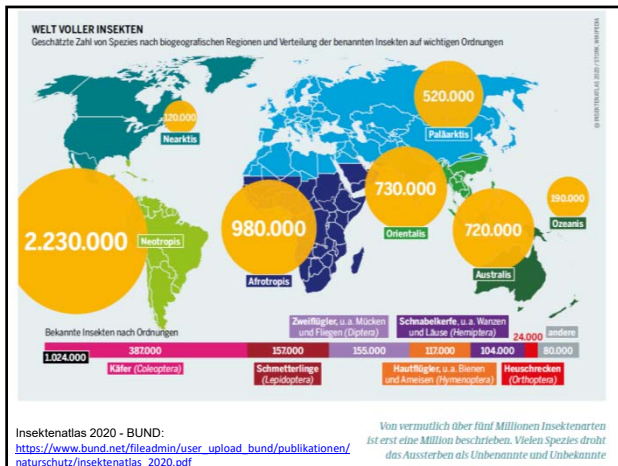 WELT VOLLER INSEKTEN
Geschätzte Zahl von Spezies nach biogeografischen Regionen und Verteilung der benannten Insekten auf wichtigen Ordnungen
© INSEKTENATLAS 2020 / STORK, WIKIPEDIA
120.000
Nearktis
520.000
Paläarktis
2.230.000
Neotropis
980.000
Afrotropis
730.000
Orientalis
720.000
Australis
190.000
Ozeanis
Bekannte Insekten nach Ordnungen
1.024.000
387.000
Käfer (Coleoptera)
157.000
Schmetterlinge
(Lepidoptera)
Zweiflügler, u. a. Mücken
und Fliegen (Diptera)
155.000
117.000
Hautflügler, u. a. Bienen
und Ameisen (Hymenoptera)
Schnabelkerfe, u. a. Wanzen
und Läuse (Hemiptera)
104.000
24.000
Heuschrecken
(Orthoptera)
andere
80.000
Insektenatlas 2020 - BUND:
https://www.bund.net/fileadmin/user_upload_bund/publikationen/
naturschutz/insektenatlas_2020.pdf
Von vermutlich über fünf Millionen Insektenarten
ist erst eine Million beschrieben. Vielen Spezies droht
das Aussterben als Unbenannte und Unbekannte